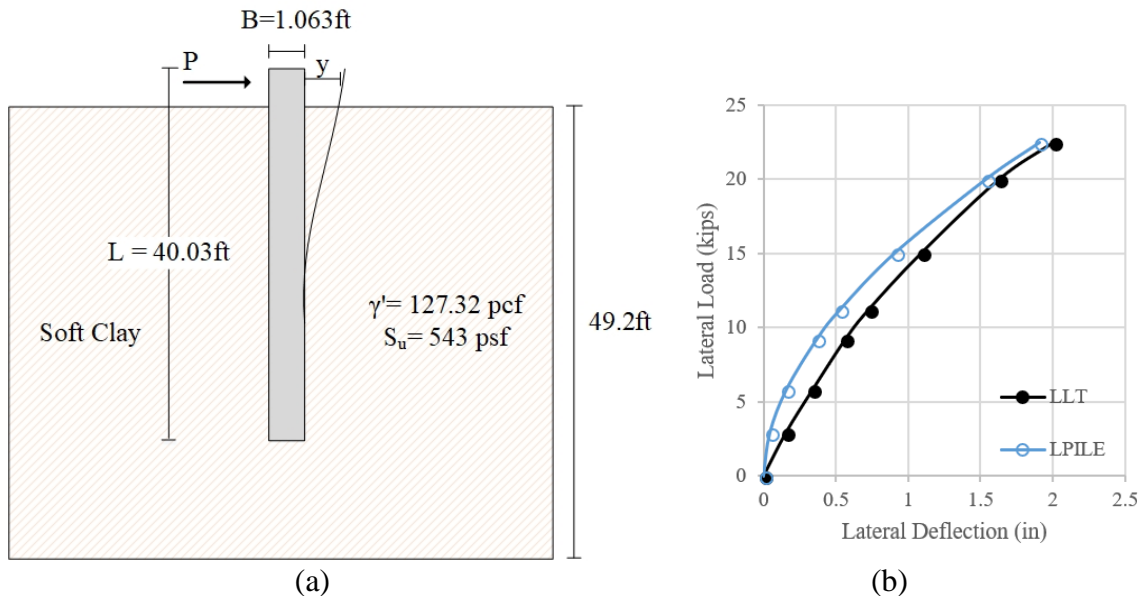 B=1.063ft
P
y
L = 40.03ft
Soft Clay
γ'= 127.32 pcf
Su= 543 psf
49.2ft
(a)
25
20
15
10
5
0
Lateral Load (kips)
0 0.5 1 1.5 2 2.5
Lateral Deflection (in)
LLT
LPILE
(b)